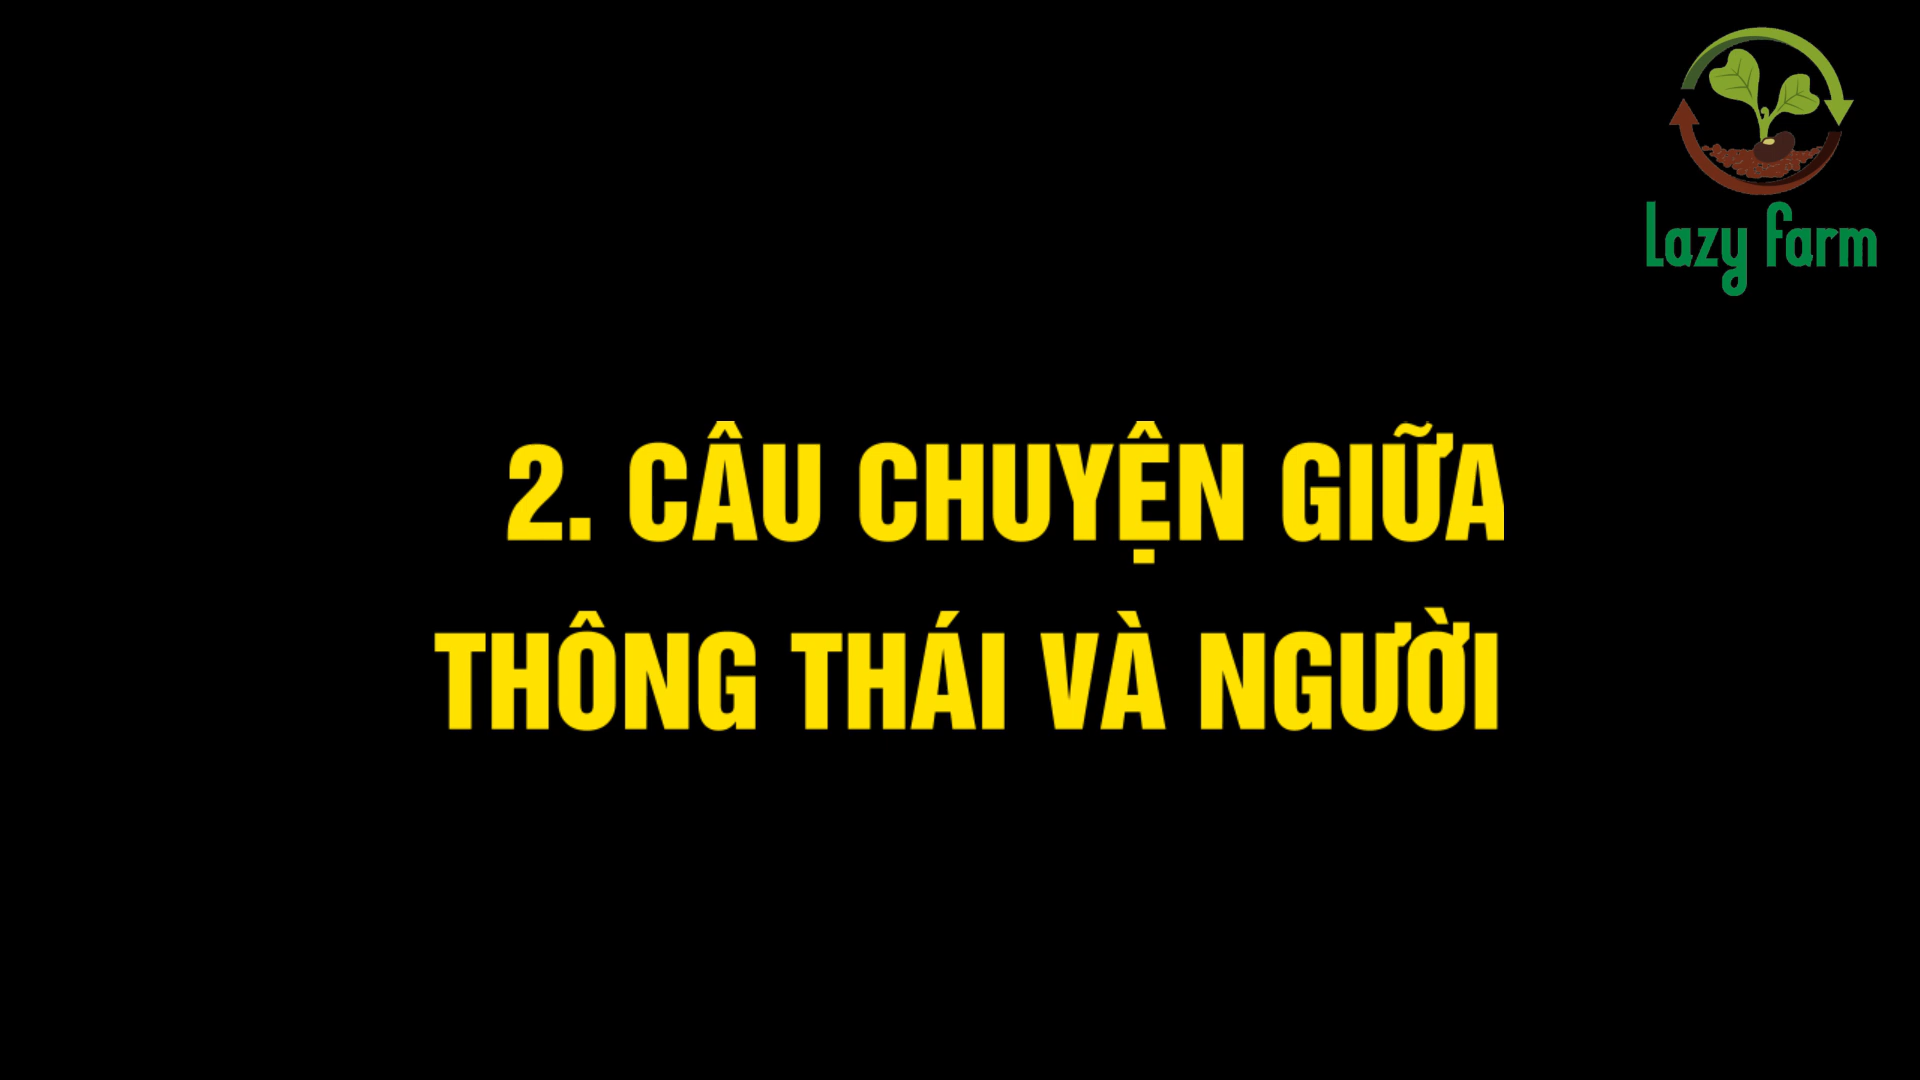 Lazy farm
2. CÂU CHUYỆN GIỮA
THÔNG THÁI VÀ NGƯỜI